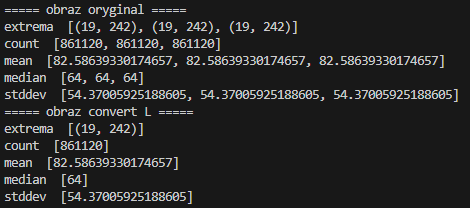 ===== obraz oryginal =====
extrema  [(19, 242), (19, 242), (19, 242)]
count  [861120, 861120, 861120]
mean  [82.58639330174657, 82.58639330174657, 82.58639330174657]
median  [64, 64, 64]
stddev  [54.37005925188605, 54.37005925188605, 54.37005925188605]
===== obraz convert L =====
extrema  [(19, 242)]
count  [861120]
mean  [82.58639330174657]
median  [64]
stddev  [54.37005925188605]